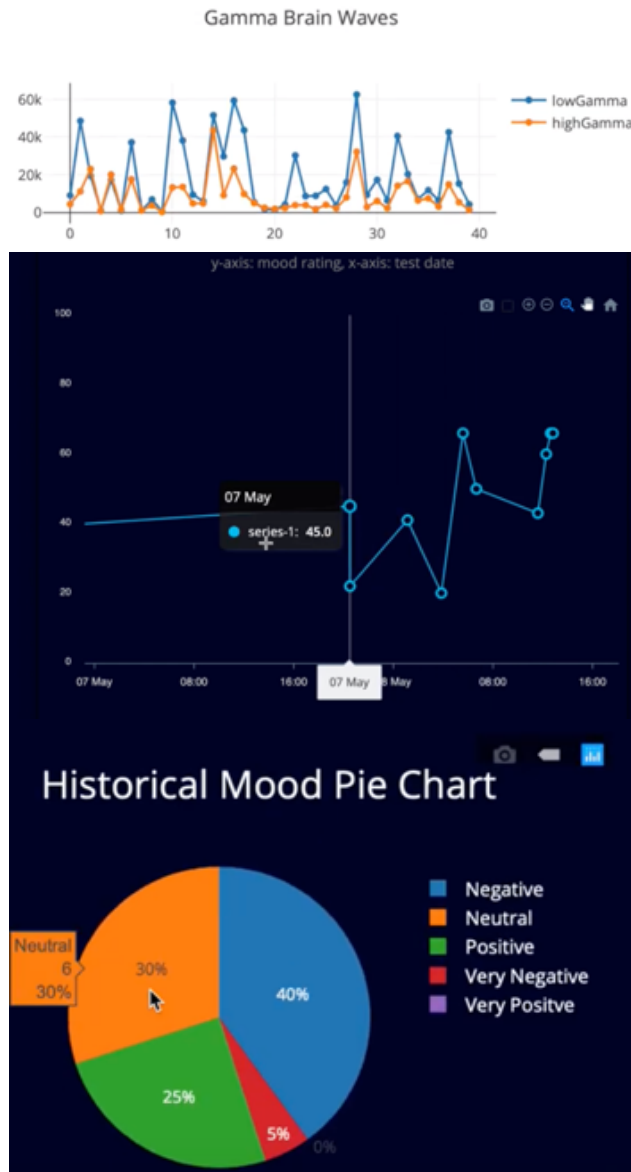 Gamma Brain Waves
60k
40k
20k
0
0 10 20 30 40
lowGamma
highGamma
y-axis: mood rating, x-axis: test date
100
80
60
40
20
0
07 May
series-1: 45.0
07 May 08:00 16:00 07 May 8 May 08:00 16:00
Historical Mood Pie Chart
Negative
Neutral
Positive
Very Negative
Very Positve
Neutral
6
30%
30%
40%
25%
5%
0%